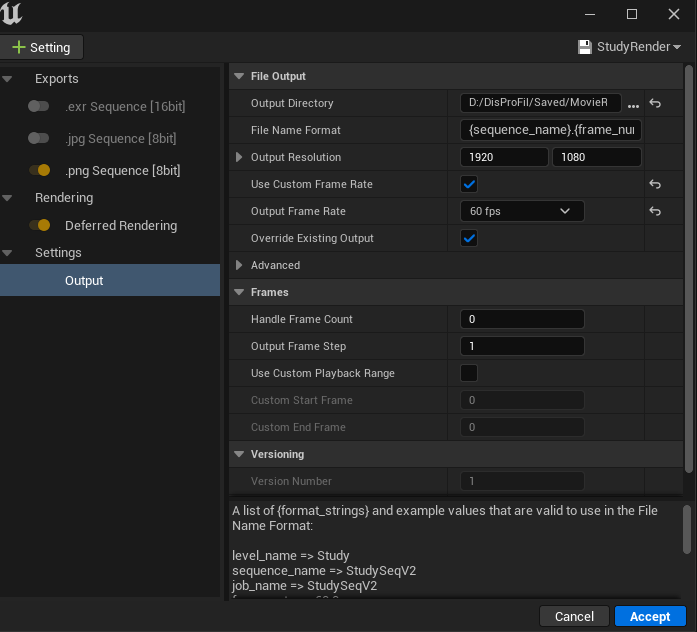 Setting
StudyRender
Exports
.exr Sequence [16bit]
.jpg Sequence [8bit]
.png Sequence [8bit]
Rendering
Deferred Rendering
Settings
Output
File Output
Output Directory D:/DisProFil/Saved/MovieR ...
File Name Format {sequence_name}.{frame_nu
Output Resolution 1920 1080
Use Custom Frame Rate
Output Frame Rate 60 fps
Override Existing Output
Advanced
Frames
Handle Frame Count 0
Output Frame Step 1
Use Custom Playback Range
Custom Start Frame 0
Custom End Frame 0
Versioning
Version Number 1
A list of {format_strings} and example values that are valid to use in the File
Name Format:
level_name => Study
sequence_name => StudySeqV2
job_name => StudySeqV2
Cancel Accept